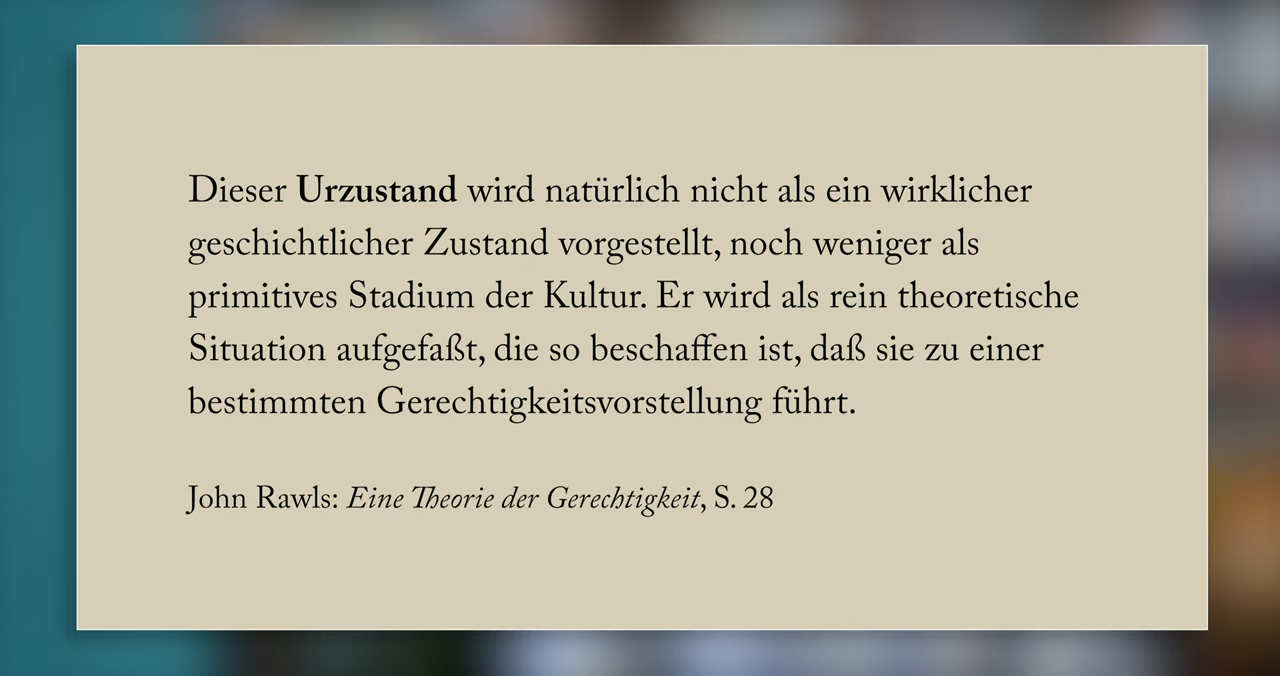 Dieser Urzustand wird natürlich nicht als ein wirklicher
geschichtlicher Zustand vorgestellt, noch weniger als
primitives Stadium der Kultur. Er wird als rein theoretische
Situation aufgefaßt, die so beschaffen ist, daß sie zu einer
bestimmten Gerechtigkeitsvorstellung führt.
John Rawls: Eine Theorie der Gerechtigkeit, S. 28